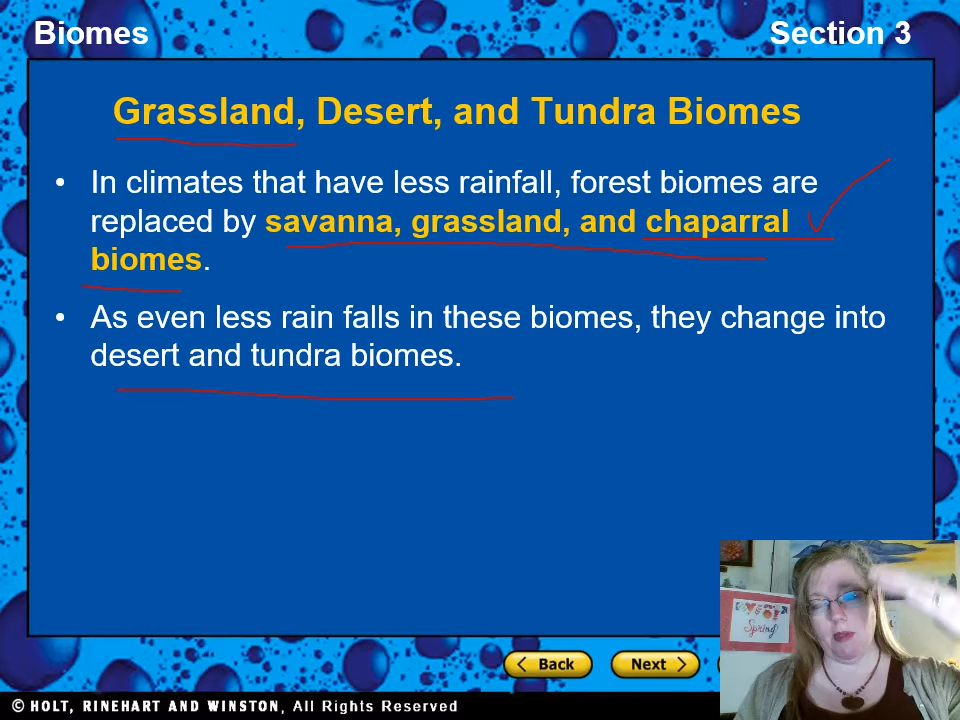 Biomes
Section 3
Grassland, Desert, and Tundra Biomes
• In climates that have less rainfall, forest biomes are
replaced by savanna, grassland, and chaparral
biomes.
• As even less rain falls in these biomes, they change into
desert and tundra biomes.
Spring
< Back
Next >
© HOLT, RINEHART AND WINSTON, All Rights Reserved